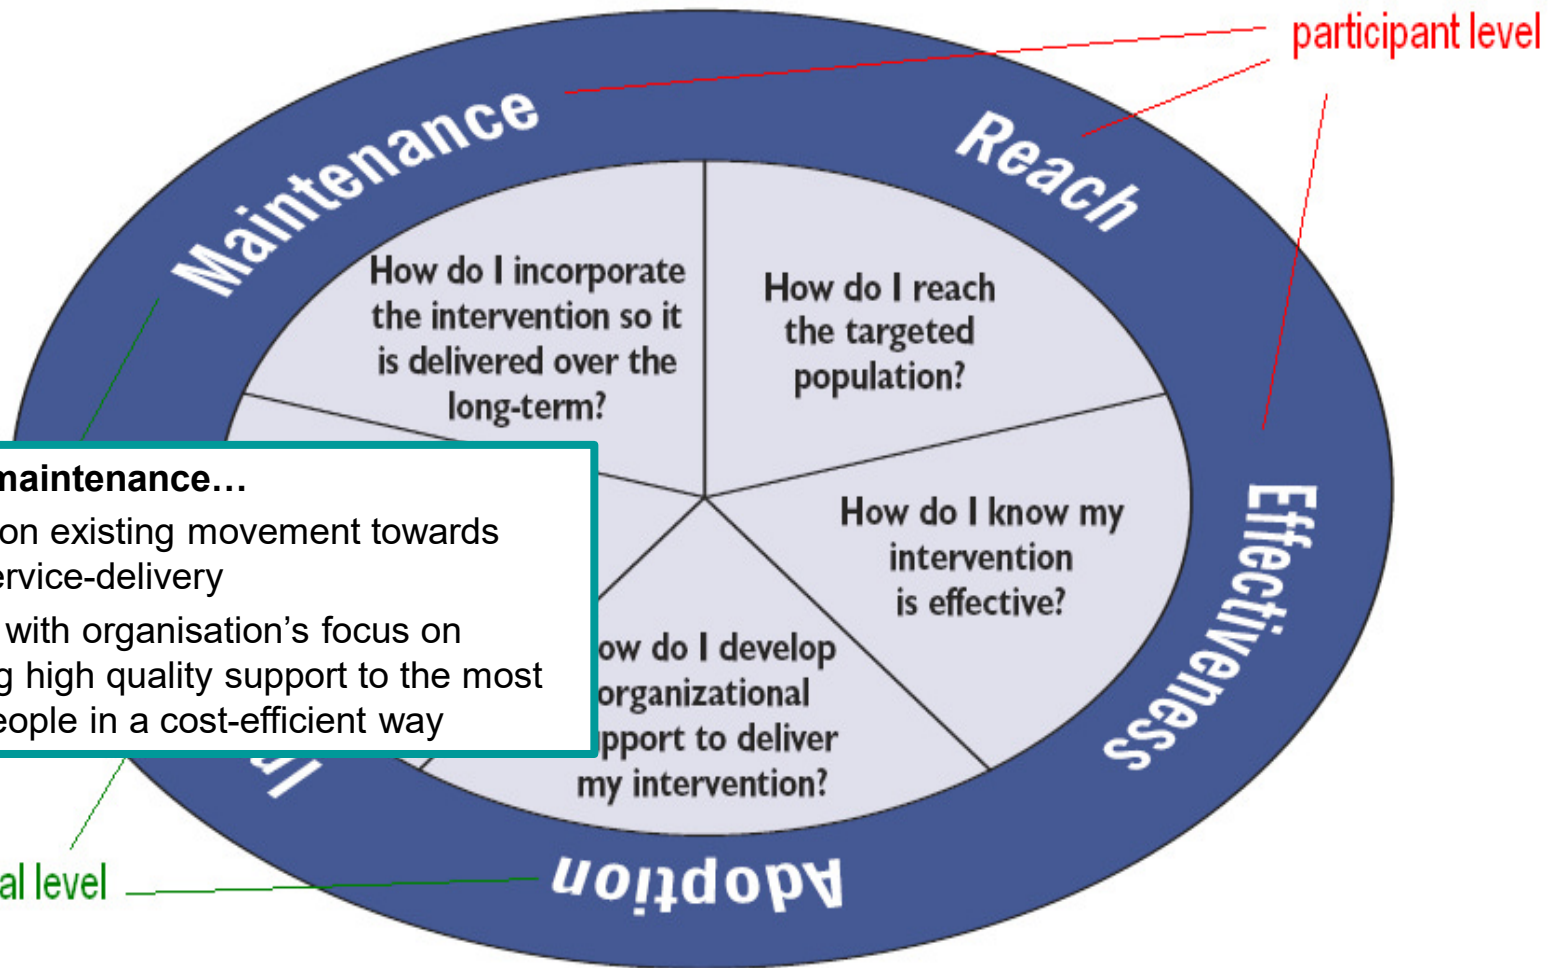 participant level
Maintenance
Reach
How do I incorporate
the intervention so it
is delivered over the
long-term?
How do I reach
the targeted
population?
maintenance…
on existing movement towards
ervice-delivery
with organisation’s focus on
g high quality support to the most
eople in a cost-efficient way
How do I know my
intervention
is effective?
Effectiveness
ow do I develop
organizational
pport to deliver
my intervention?
Adoption
al level